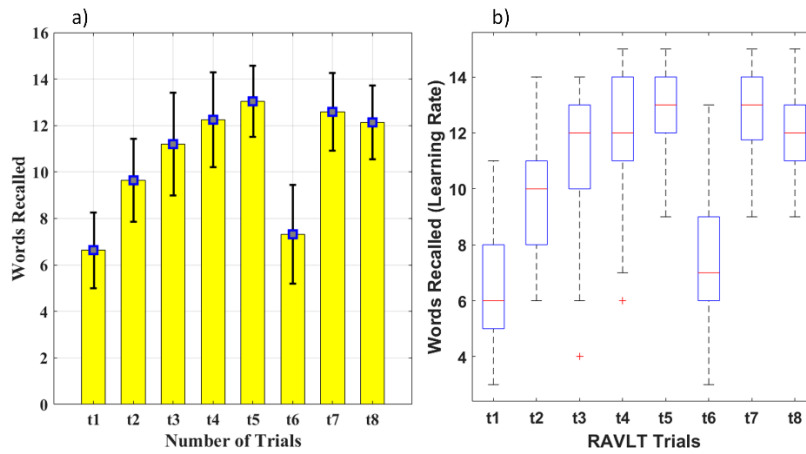 a)
Words Recalled
16
14
12
10
8
6
4
2
0
t1 t2 t3 t4 t5 t6 t7 t8
Number of Trials
b)
Words Recalled (Learning Rate)
14
12
10
8
6
4
t1 t2 t3 t4 t5 t6 t7 t8
RAVLT Trials